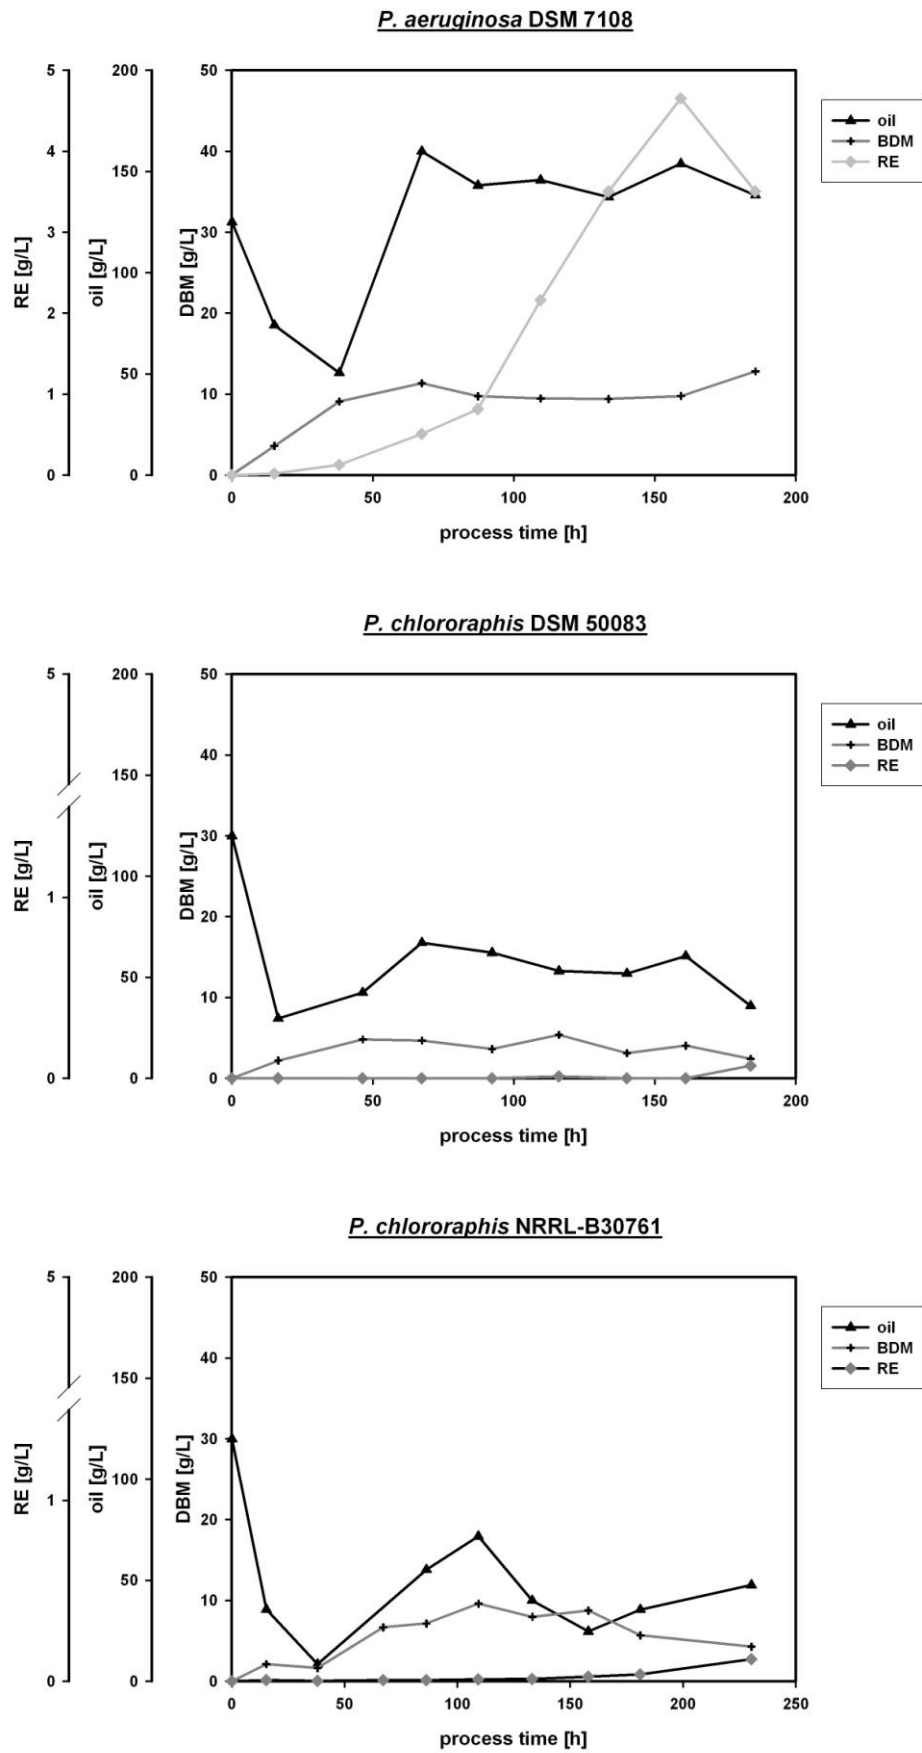 P. aeruginosa DSM 7108
RE [g/L]
5
4
3
2
1
0
oil [g/L]
200
150
100
50
0
DBM [g/L]
50
40
30
20
10
0
0 50 100 150 200
process time [h]
oil
BDM
RE
P. chlororaphis DSM 50083
RE [g/L]
5
1
0
oil [g/L]
200
150
100
50
0
DBM [g/L]
50
40
30
20
10
0
0 50 100 150 200
process time [h]
oil
BDM
RE
P. chlororaphis NRRL-B30761
RE [g/L]
5
1
0
oil [g/L]
200
150
100
50
0
DBM [g/L]
50
40
30
20
10
0
0 50 100 150 200 250
process time [h]
oil
BDM
RE